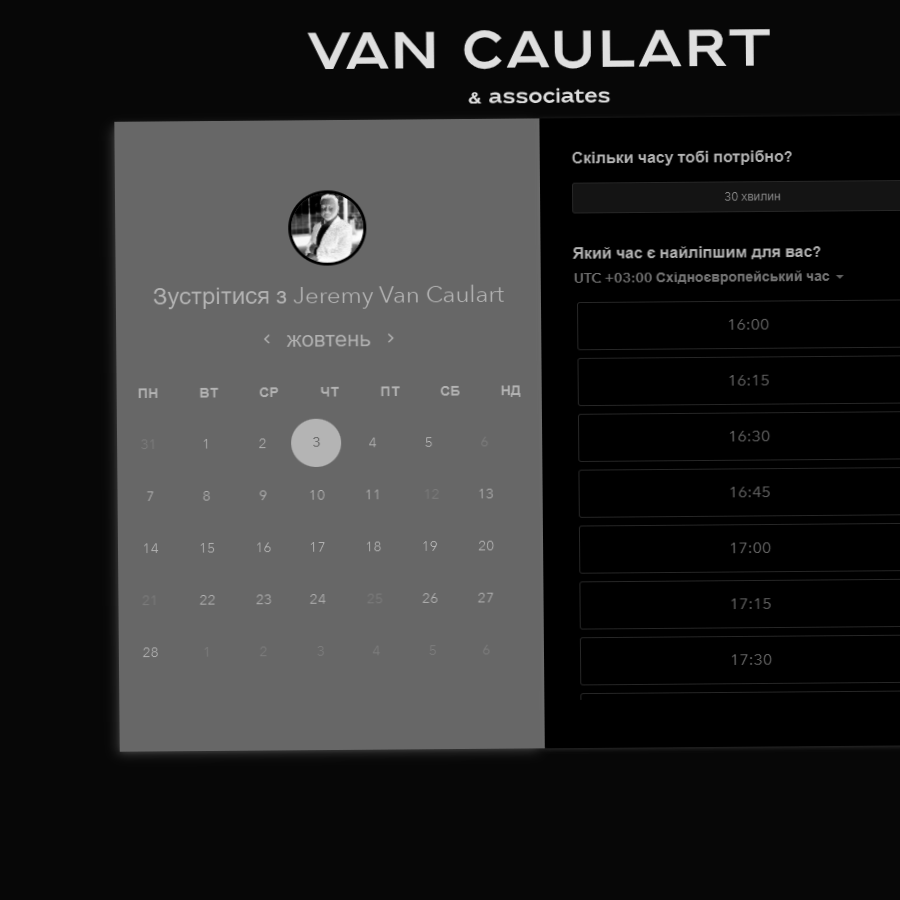 VAN CAULART
& associates
Зустрітися з Jeremy Van Caulart
жовтень
ПН ВТ СР ЧТ ПТ СБ НД
31 1 2 3 4 5 6
7 8 9 10 11 12 13
14 15 16 17 18 19 20
21 22 23 24 25 26 27
28 1 2 3 4 5 6
Скільки часу тобі потрібно?
30 хвилин
Який час є найліпшим для вас?
UTC +03:00 Східноєвропейський час
16:00
16:15
16:30
16:45
17:00
17:15
17:30